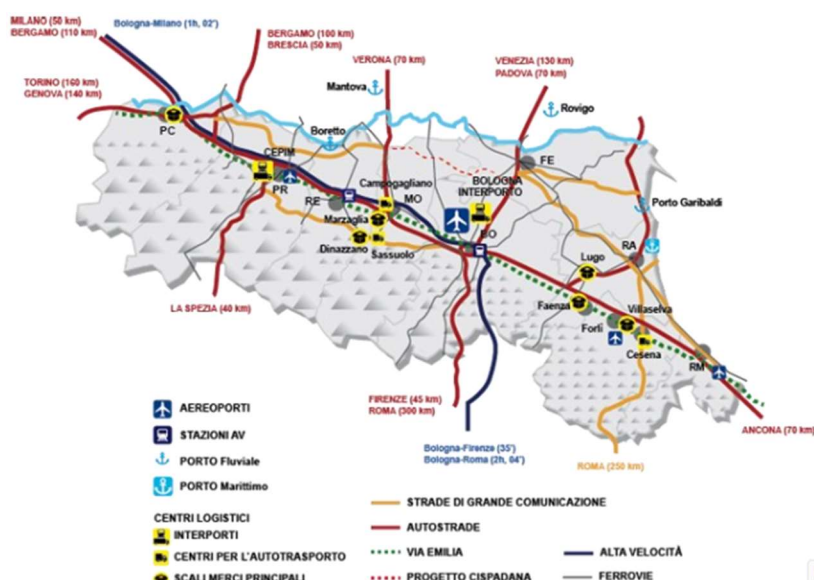 MILANO (50 km)
BERGAMO (110 km)
Bologna-Milano (1h, 02')
BERGAMO (100 km)
BRESCIA (50 km)
VERONA (70 km)
VENEZIA (130 km)
PADOVA (70 km)
TORINO (160 km)
GENOVA (140 km)
Mantova
Rovigo
PC
Boretto
CEPIM
FE
PR
RE
Campogagliano
MO
BOLOGNA
INTERPORTO
Porto Garibaldi
Marzaglia
BO
RA
Dinazzano
Sassuolo
Lugo
LA SPEZIA (40 km)
Faenza
Villaselva
Forlì
Cesena
RM
FIRENZE (45 km)
ROMA (300 km)
ANCONA (70 km)
Bologna-Firenze (35')
Bologna-Roma (2h, 04')
ROMA (250 km)
AEREOPORTI
STAZIONI AV
PORTO Fluviale
PORTO Marittimo
CENTRI LOGISTICI
INTERPORTI
CENTRI PER L'AUTOTRASPORTO
SCALI MERCI PRINCIPALI
STRADE DI GRANDE COMUNICAZIONE
AUTOSTRADE
VIA EMILIA
PROGETTO CISPADANA
ALTA VELOCITÀ
FERROVIE